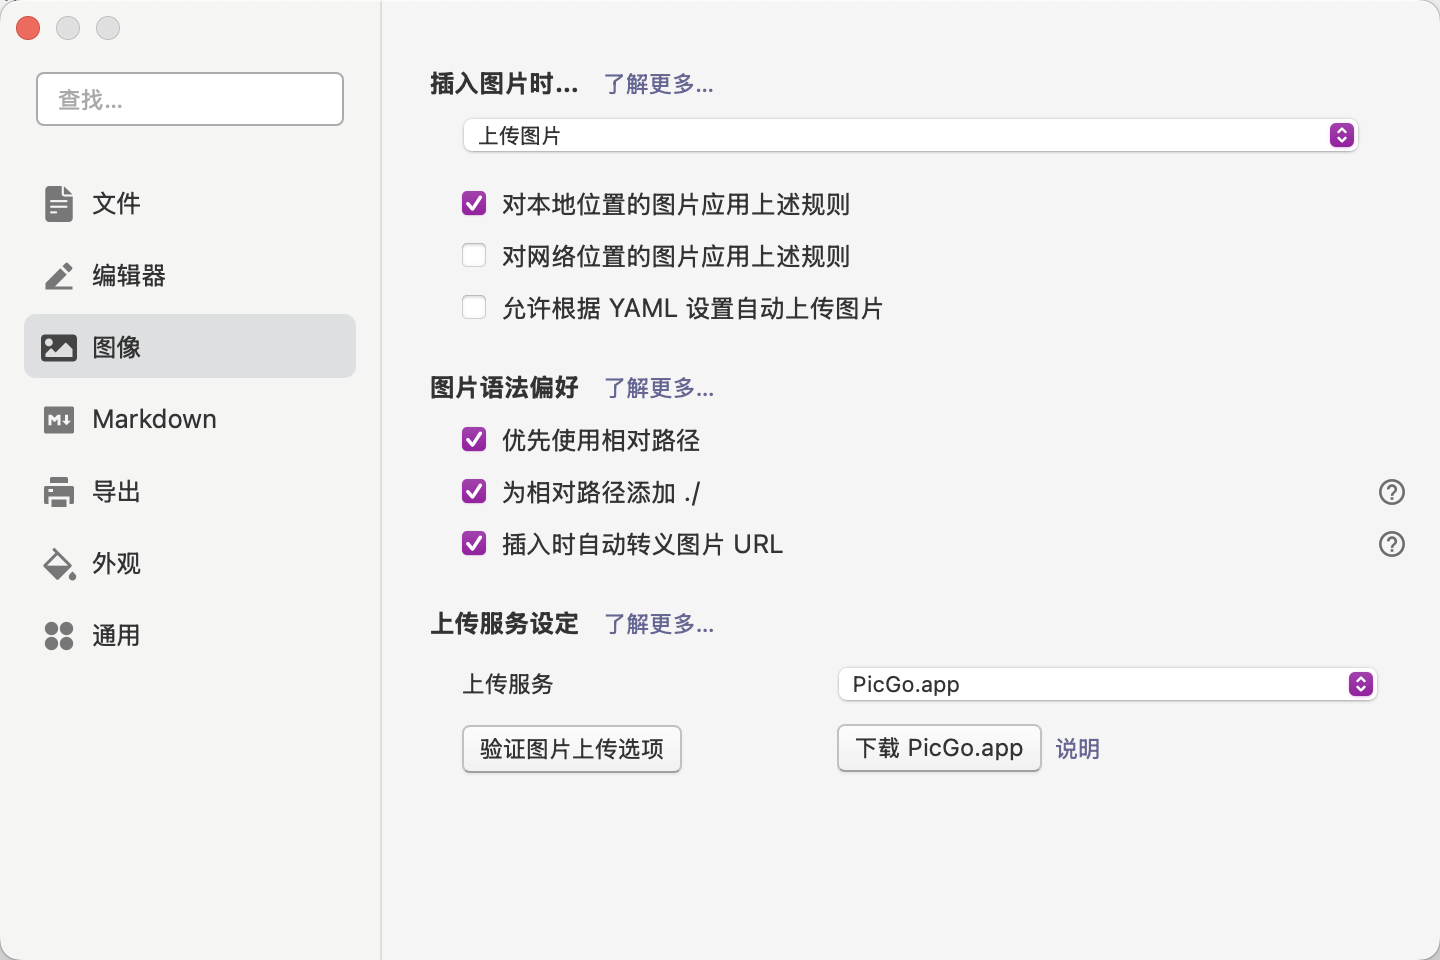 查找...
文件
编辑器
图像
Markdown
导出
外观
通用
插入图片时... 了解更多...
上传图片
对本地位置的图片应用上述规则
对网络位置的图片应用上述规则
允许根据 YAML 设置自动上传图片
图片语法偏好 了解更多...
优先使用相对路径
为相对路径添加 ./
插入时自动转义图片 URL
上传服务设定 了解更多...
上传服务 PicGo.app
验证图片上传选项 下载 PicGo.app 说明